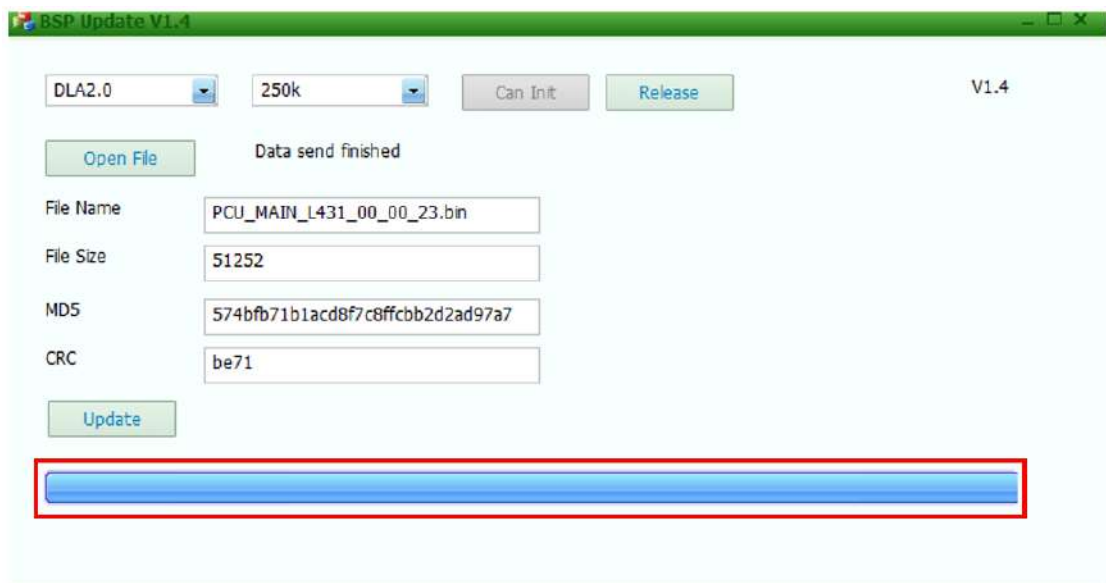 BSP Update V1.4
DLA2.0 250k Can Init Release V1.4
Open File Data send finished
File Name PCU_MAIN_L431_00_00_23.bin
File Size 51252
MD5 574bfb71b1acd8f7c8ffcbb2d2ad97a7
CRC be71
Update